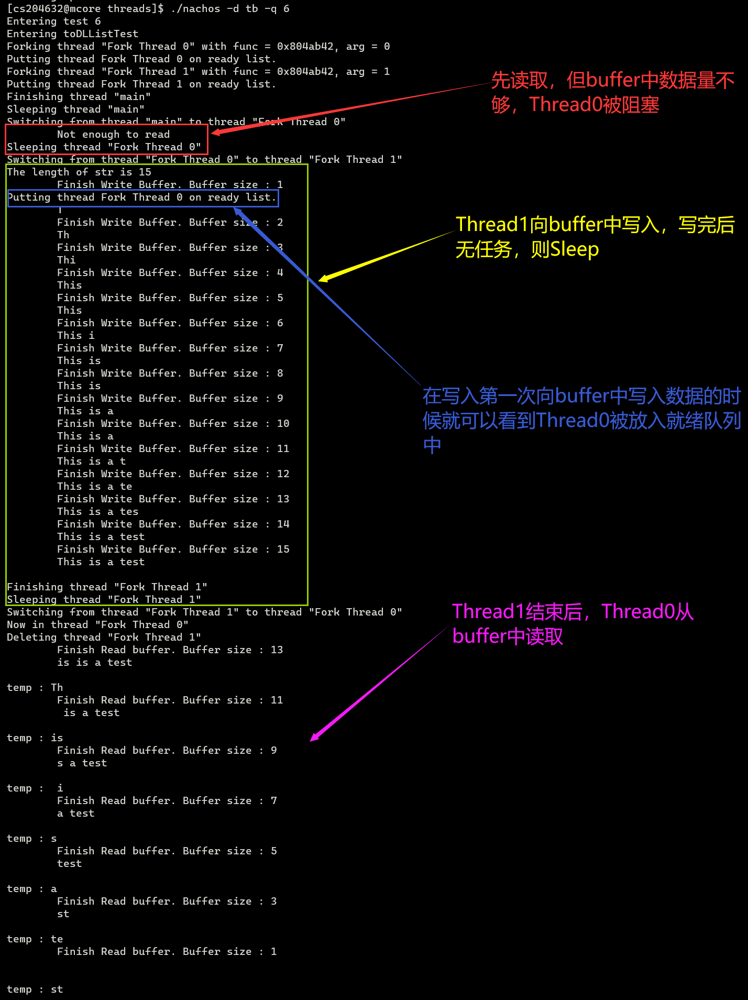 [cs204632@mcore threads]$ ./nachos -d tb -q 6
Entering test 6
Entering toDLListTest
Forking thread "Fork Thread 0" with func = 0x804ab42, arg = 0
Putting thread Fork Thread 0 on ready list.
Forking thread "Fork Thread 1" with func = 0x804ab42, arg = 1
Putting thread Fork Thread 1 on ready list.
先读取，但buffer中数据量不
够，Thread0被阻塞
Finishing thread "main"
Sleeping thread "main"
Switching from thread "main" to thread "Fork Thread 0"
Not enough to read
Sleeping thread "Fork Thread 0"
Switching from thread "Fork Thread 0" to thread "Fork Thread 1"
The length of str is 15
Finish Write Buffer. Buffer size : 1
Putting thread Fork Thread 0 on ready list.
T
Finish Write Buffer. Buffer size : 2
Th
Finish Write Buffer. Buffer size : 3
Thi
Thread1向buffer中写入，写完后
无任务，则Sleep
Finish Write Buffer. Buffer size : 4
This
Finish Write Buffer. Buffer size : 5
This
Finish Write Buffer. Buffer size : 6
This i
Finish Write Buffer. Buffer size : 7
This is
Finish Write Buffer. Buffer size : 8
This is
Finish Write Buffer. Buffer size : 9
This is a
在写入第一次向buffer中写入数据的时
候就可以看到Thread0被放入就绪队列
中
Finish Write Buffer. Buffer size : 10
This is a
Finish Write Buffer. Buffer size : 11
This is a t
Finish Write Buffer. Buffer size : 12
This is a te
Finish Write Buffer. Buffer size : 13
This is a tes
Finish Write Buffer. Buffer size : 14
This is a test
Finish Write Buffer. Buffer size : 15
This is a test
Finishing thread "Fork Thread 1"
Sleeping thread "Fork Thread 1"
Switching from thread "Fork Thread 1" to thread "Fork Thread 0"
Thread1结束后，Thread0从
buffer中读取
Now in thread "Fork Thread 0"
Deleting thread "Fork Thread 1"
Finish Read buffer. Buffer size : 13
is is a test
temp : Th
Finish Read buffer. Buffer size : 11
is a test
temp : is
Finish Read buffer. Buffer size : 9
s a test
temp :  i
Finish Read buffer. Buffer size : 7
a test
temp : s
Finish Read buffer. Buffer size : 5
test
temp : a
Finish Read buffer. Buffer size : 3
st
temp : te
Finish Read buffer. Buffer size : 1
temp : st